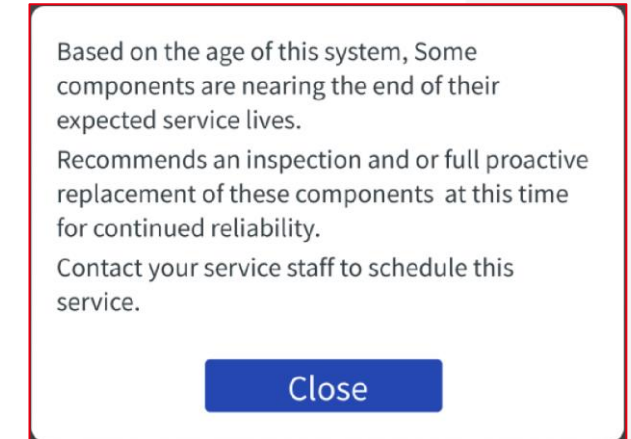 Based on the age of this system, Some
components are nearing the end of their
expected service lives.
Recommends an inspection and or full proactive
replacement of these components  at this time
for continued reliability.
Contact your service staff to schedule this
service.
Close